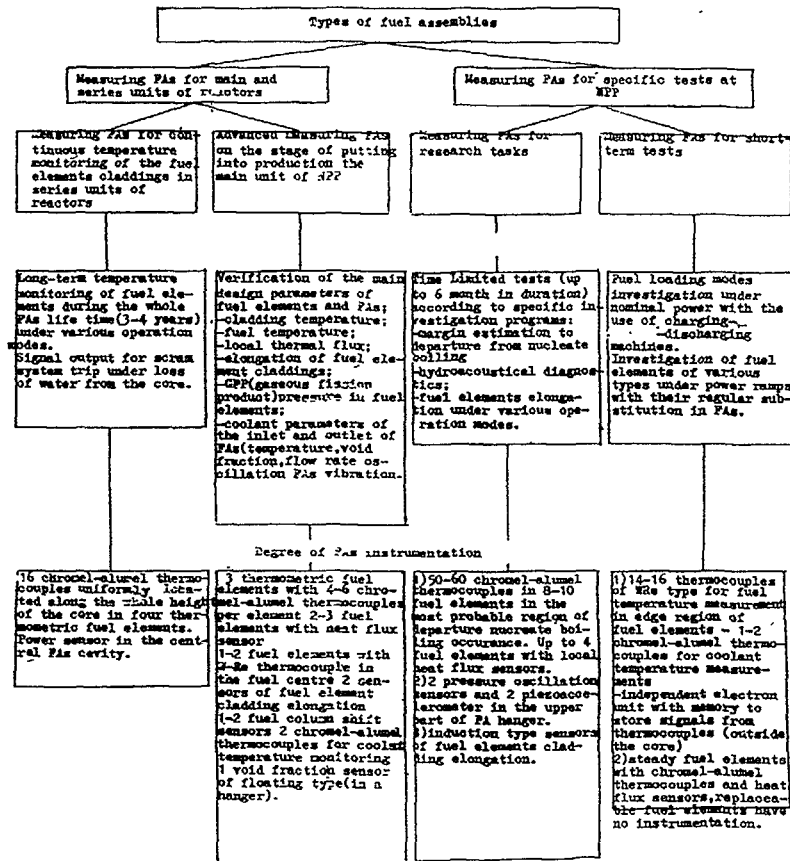 Types of fuel assemblies
Measuring FAs for main and
series units of reactors
Measuring FAs for specific tests at
NPP
Measuring FAs for con-
tinuous temperature
monitoring of the fuel
elements claddings in
series units of
reactors
Advanced measuring FAs
on the stage of putting
into production the
main unit of NPP
Measuring FAs for
research tasks
Measuring FAs for short-
term tests
Long-term temperature
monitoring of fuel ele-
ments during the whole
FAs life time(3-4 years)
under various operation
modes.
Signal output for scram
system trip under loss
of water from the core.
Verification of the main
design parameters of
fuel elements and FAs;
-cladding temperature;
-fuel temperature;
-local thermal flux;
-elongation of fuel ele-
ment claddings;
-GFP(gaseous fission
product)pressure in fuel
elements;
-coolant parameters of
the inlet and outlet of
FAs(temperature,void
fraction,flow rate os-
cillation FAs vibration.
Time Limited tests (up
to 6 month in duration)
according to specific in-
vestigation programs:
-margin estimation to
departure from nucleate
boiling
-hydroacoustical diagnos-
tics;
-fuel elements elonga-
tion under various ope-
ration modes.
Fuel loading modes
investigation under
nominal power with the
use of charging-
-discharging
machines.
Investigation of fuel
elements of various
types under power ramps
with their regular sub-
stitution in FAs.
Degree of FAs instrumentation
16 chromel-alumel thermo-
couples uniformly loca-
ted along the whole height
of the core in four ther-
mometric fuel elements.
Power sensor in the cent-
ral FAs cavity.
3 thermometric fuel
elements with 4-6 chro-
mel-alumel thermocouples
per element 2-3 fuel
elements with heat flux
sensor
1-2 fuel elements with
W-Re thermocouple in
the fuel centre 2 sen-
sors of fuel element
cladding elongation
1-2 fuel column shift
sensors 2 chromel-alumel
thermocouples for coolant
temperature monitoring
1 void fraction sensor
of floating type(in a
hanger).
1)50-60 chromel-alumel
thermocouples in 8-10
fuel elements in the
most probable region of
departure nucreate boi-
ling occurance. Up to 4
fuel elements with local
heat flux sensors.
2)2 pressure oscillation
sensors and 2 piezoacce-
lerometer in the upper
part of FA hanger.
3)induction type sensors
of fuel elements clad-
ding elongation.
1)14-16 thermocouples
of WRe type for fuel
temperature measurement
in edge region of
fuel elements - 1-2
chromel-alumel thermo-
couples for coolant
temperature measure-
ments
-independent electron
unit with memory to
store signals from
thermocouples (outside
the core)
2)steady fuel elements
with chromel-alumel
thermocouples and heat
flux sensors,replacea-
ble fuel elements have
no instrumentation.